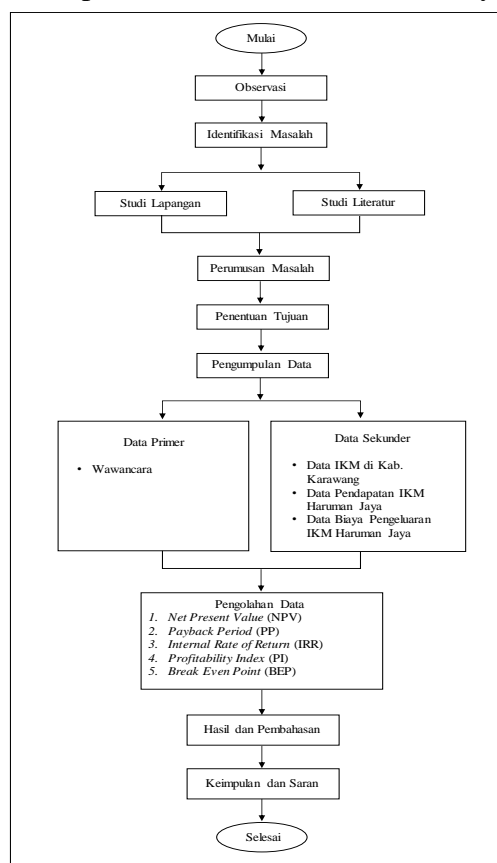 Mulai
Observasi
Identifikasi Masalah
Studi Lapangan
Studi Literatur
Perumusan Masalah
Penentuan Tujuan
Pengumpulan Data
Data Primer
• Wawancara
Data Sekunder
• Data IKM di Kab.
Karawang
• Data Pendapatan IKM
Haruman Jaya
• Data Biaya Pengeluaran
IKM Haruman Jaya
Pengolahan Data
1. Net Present Value (NPV)
2. Payback Period (PP)
3. Internal Rate of Return (IRR)
4. Profitability Index (PI)
5. Break Even Point (BEP)
Hasil dan Pembahasan
Keimpulan dan Saran
Selesai